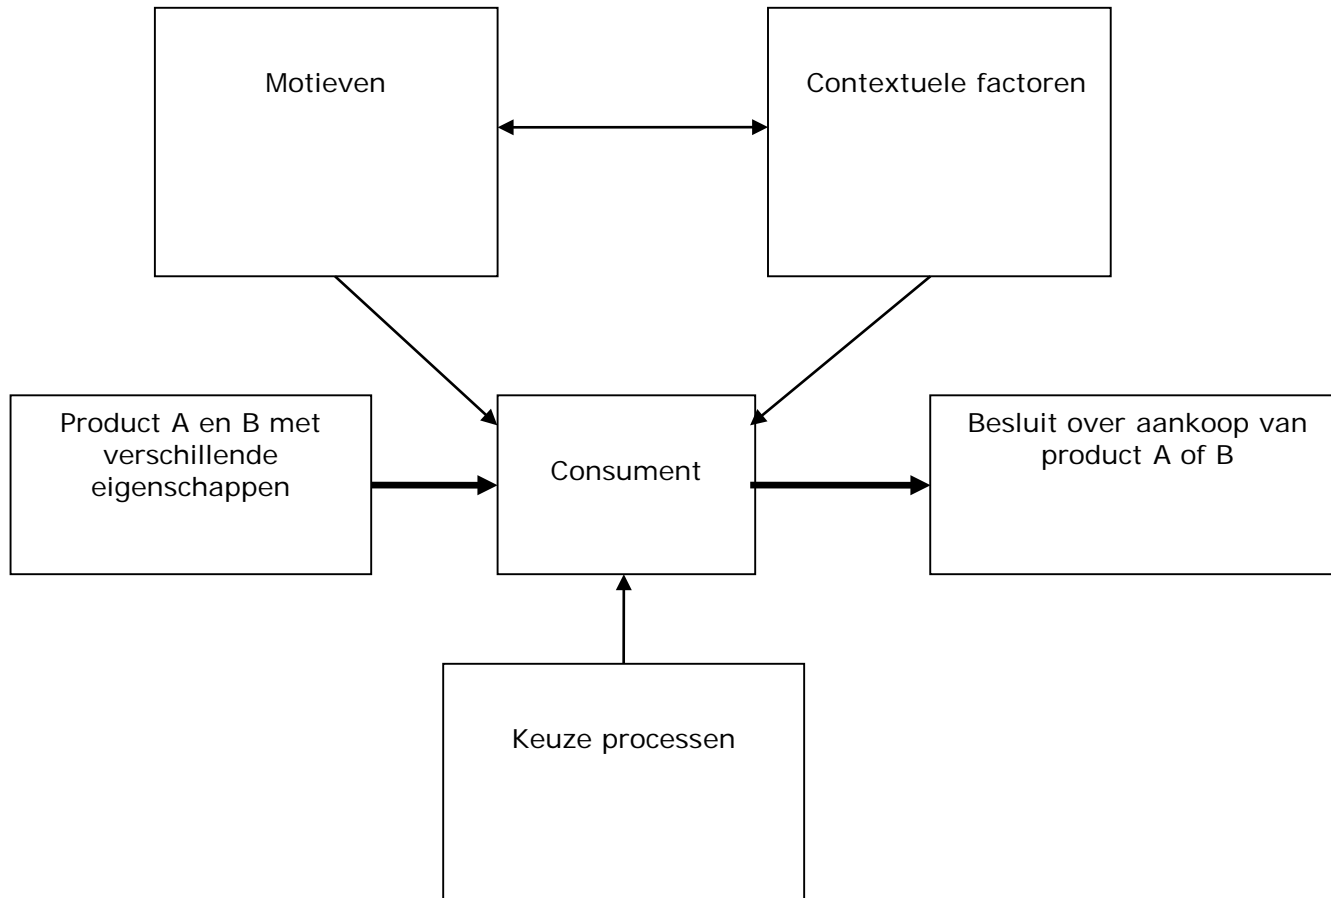 Motieven
Contextuele factoren
Product A en B met
verschillende
eigenschappen
Consument
Besluit over aankoop van
product A of B
Keuze processen